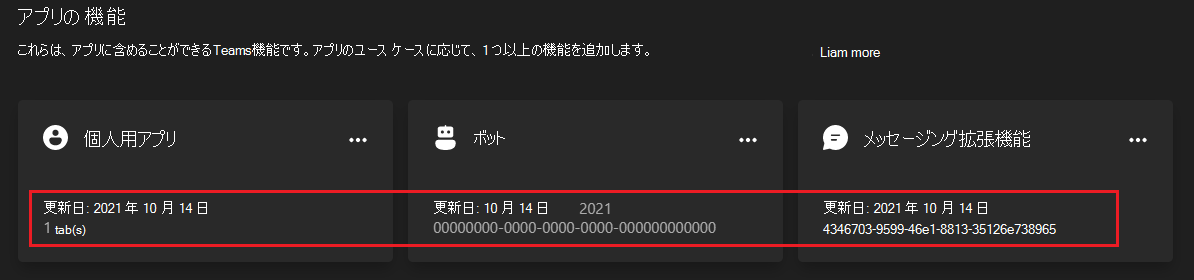 アプリの機能
これらは、アプリに含めることができるTeams機能です。アプリのユース ケースに応じて、1つ以上の機能を追加します。
Liam more
個人用アプリ
更新日: 2021 年 10 月 14 日
1 tab(s)
ボット
更新日: 10 月 14 日 2021
00000000-0000-0000-0000-000000000000
メッセージング拡張機能
更新日: 2021 年 10 月 14 日
4346703-9599-46e1-8813-35126e738965